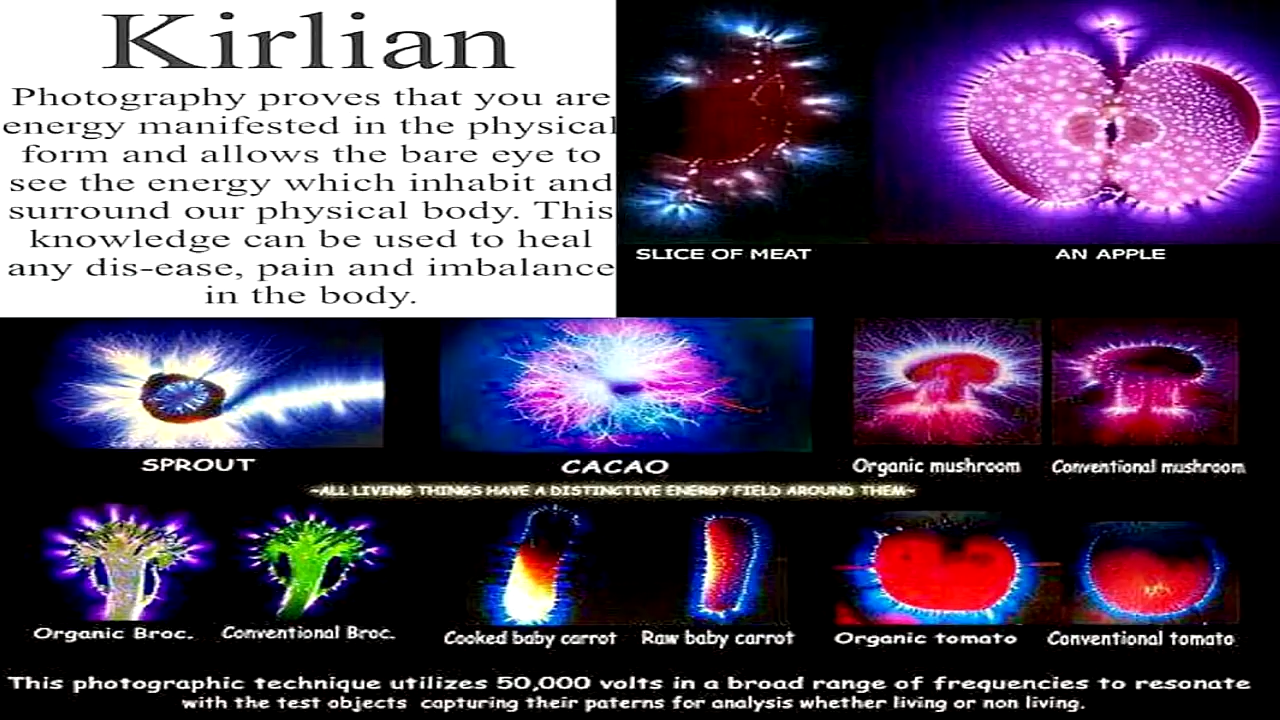 Kirlian
Photography proves that you are
energy manifested in the physical
form and allows the bare eye to
see the energy which inhabit and
surround our physical body. This
knowledge can be used to heal
any dis-ease, pain and imbalance
in the body.
SLICE OF MEAT
AN APPLE
SPROUT
CACAO
Organic mushroom
Conventional mushroom
~ALL LIVING THINGS HAVE A DISTINCTIVE ENERGY FIELD AROUND THEM~
Organic Broc.
Conventional Broc.
Cooked baby carrot
Raw baby carrot
Organic tomato
Conventional tomato
This photographic technique utilizes 50,000 volts in a broad range of frequencies to resonate
with the test objects capturing their paterns for analysis whether living or non living.